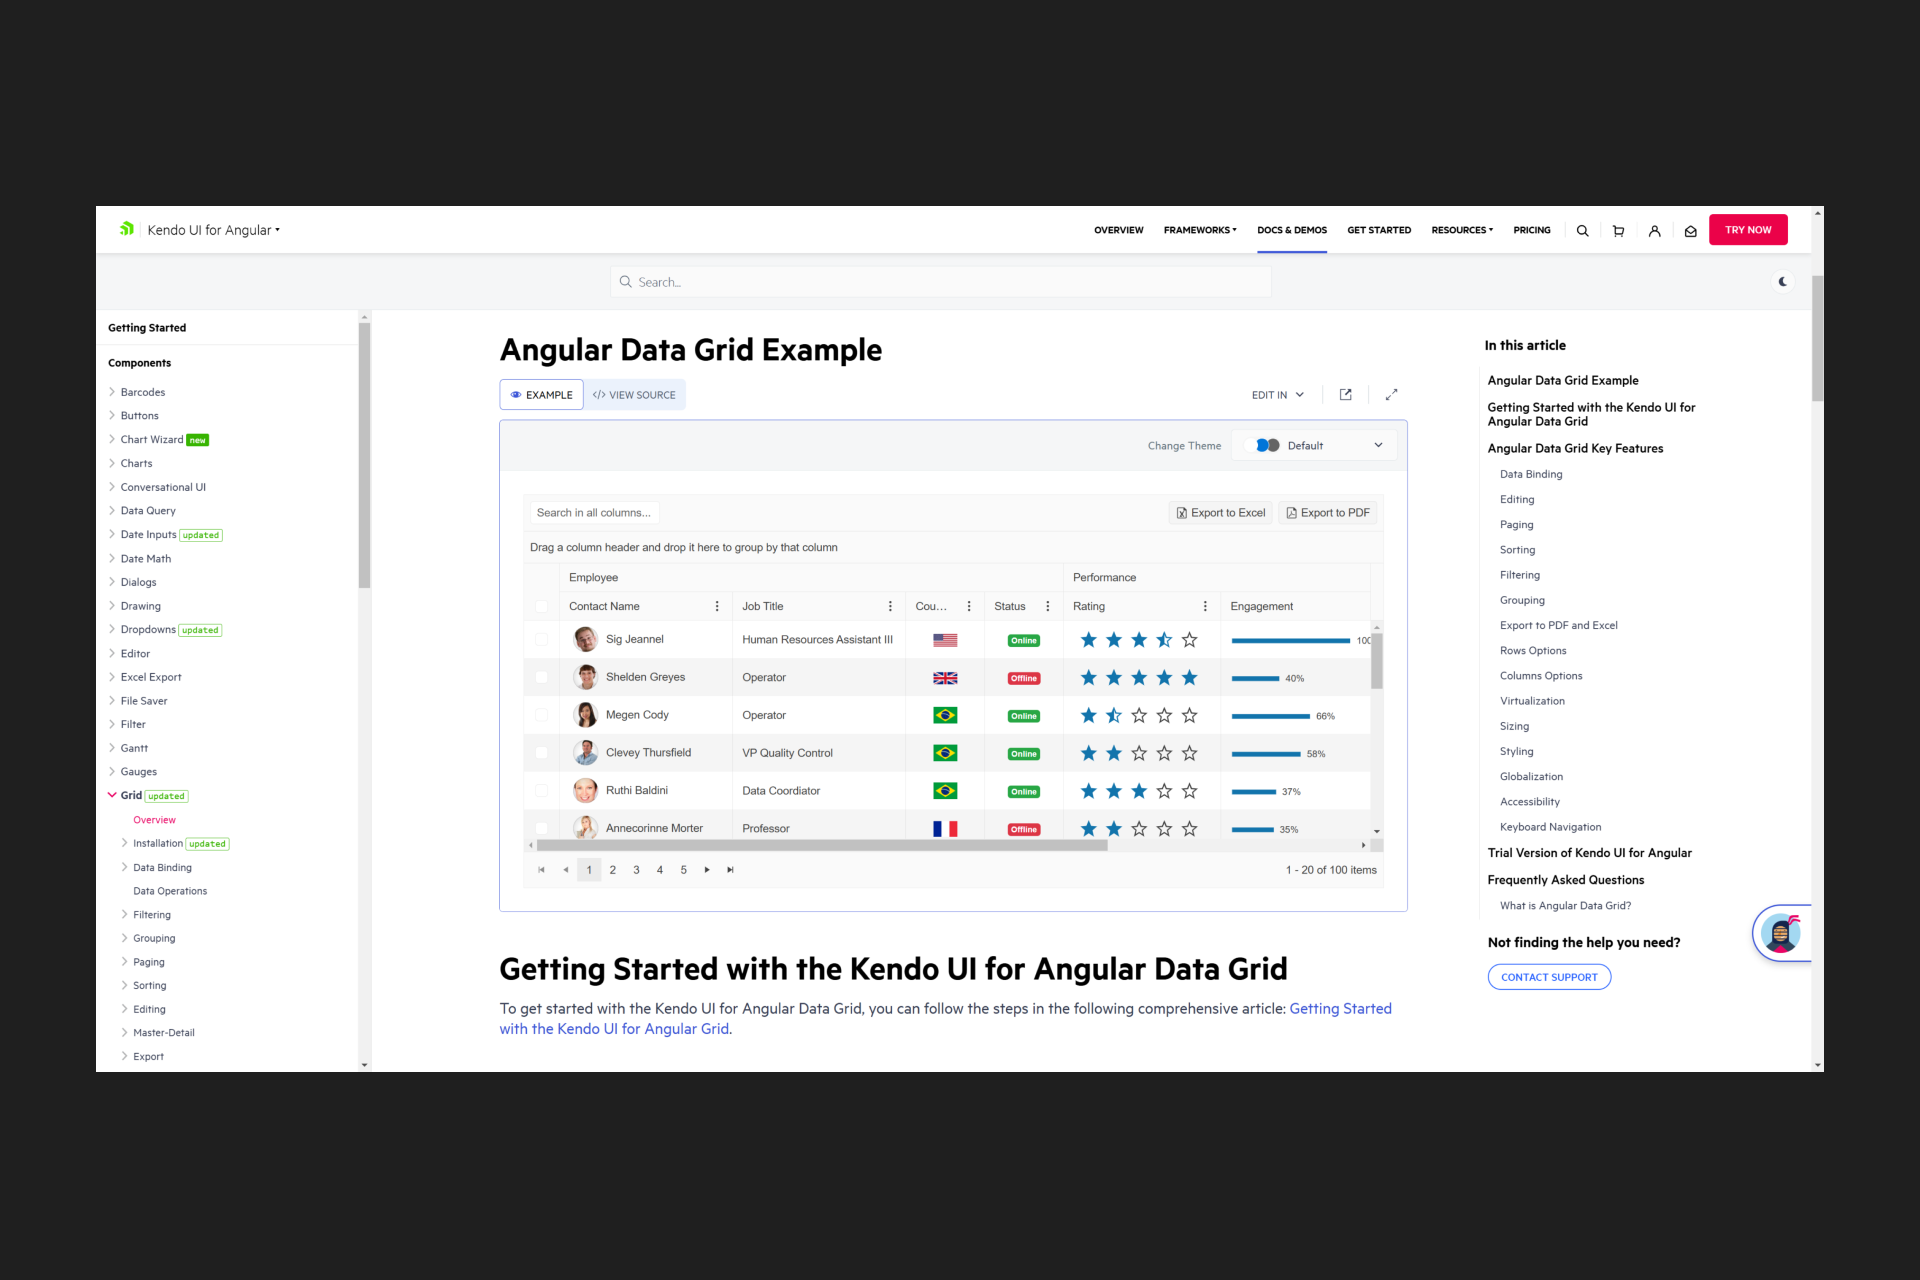 Kendo UI for Angular
OVERVIEW FRAMEWORKS DOCS & DEMOS GET STARTED RESOURCES PRICING TRY NOW
Search...
Getting Started
Components
Barcodes
Buttons
Chart Wizard new
Charts
Conversational UI
Data Query
Date Inputs updated
Date Math
Dialogs
Drawing
Dropdowns updated
Editor
Excel Export
File Saver
Filter
Gantt
Gauges
Grid updated
Overview
Installation updated
Data Binding
Data Operations
Filtering
Grouping
Paging
Sorting
Editing
Master-Detail
Export
Angular Data Grid Example
EXAMPLE </> VIEW SOURCE EDIT IN
Change Theme Default
Search in all columns... Export to Excel Export to PDF
Drag a column header and drop it here to group by that column
Employee Performance
Contact Name Job Title Cou... Status Rating Engagement
Sig Jeannel Human Resources Assistant III Online 100
Shelden Greyes Operator Offline 40%
Megen Cody Operator Online 66%
Clevey Thursfield VP Quality Control Online 58%
Ruthi Baldini Data Coordiator Online 37%
Annecorinne Morter Professor Offline 35%
1 2 3 4 5 1 - 20 of 100 items
Getting Started with the Kendo UI for Angular Data Grid
To get started with the Kendo UI for Angular Data Grid, you can follow the steps in the following comprehensive article: Getting Started
with the Kendo UI for Angular Grid.
In this article
Angular Data Grid Example
Getting Started with the Kendo UI for
Angular Data Grid
Angular Data Grid Key Features
Data Binding
Editing
Paging
Sorting
Filtering
Grouping
Export to PDF and Excel
Rows Options
Columns Options
Virtualization
Sizing
Styling
Globalization
Accessibility
Keyboard Navigation
Trial Version of Kendo UI for Angular
Frequently Asked Questions
What is Angular Data Grid?
Not finding the help you need?
CONTACT SUPPORT